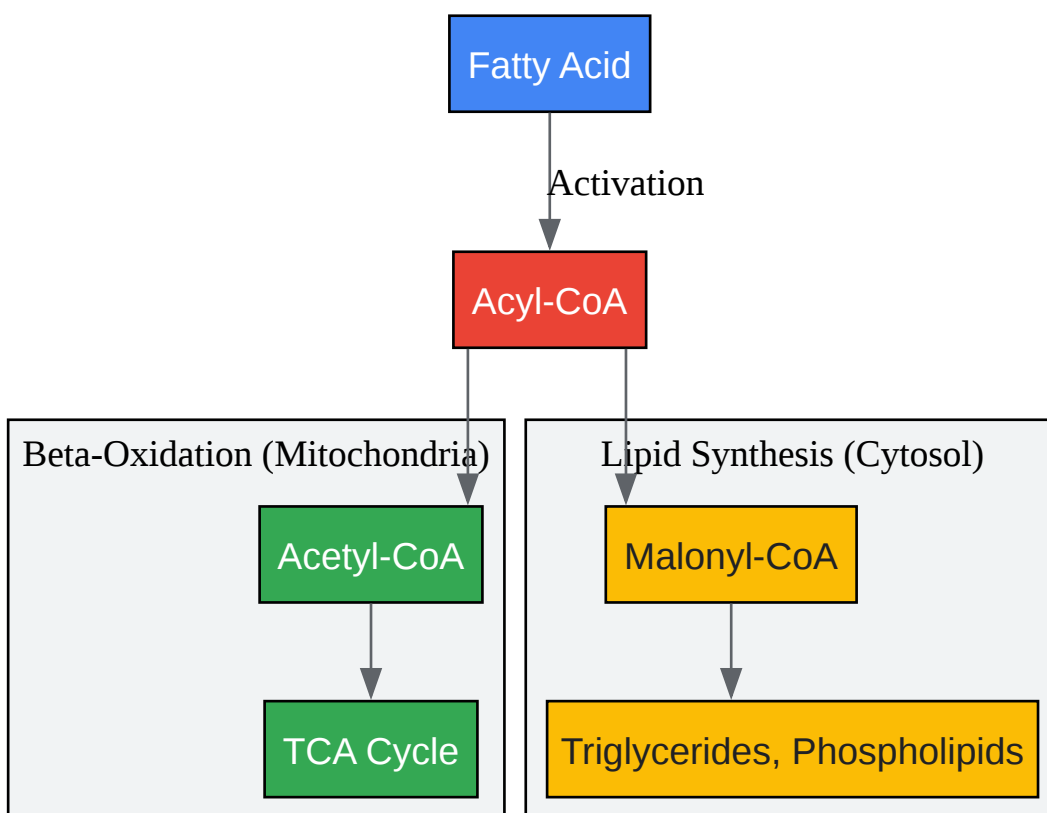 Fatty Acid
Activation
Acyl-CoA
Beta-Oxidation (Mitochondria)
Lipid Synthesis (Cytosol)
Acetyl-CoA
Malonyl-CoA
TCA Cycle
Triglycerides, Phospholipids